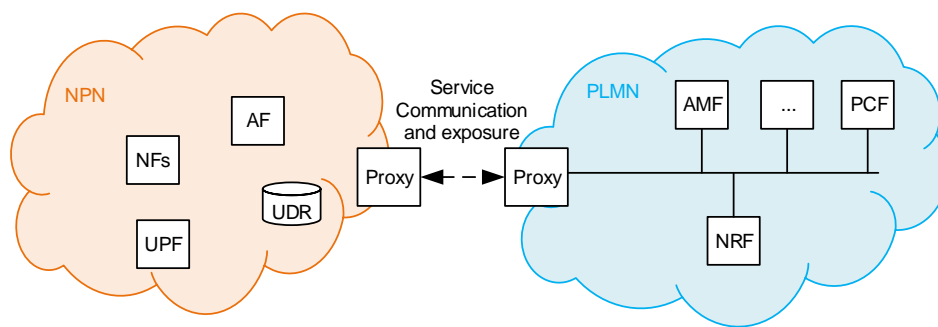 NPN
AF
NFs
UDR
UPF
Proxy
Service
Communication
and exposure
Proxy
PLMN
AMF
...
PCF
NRF